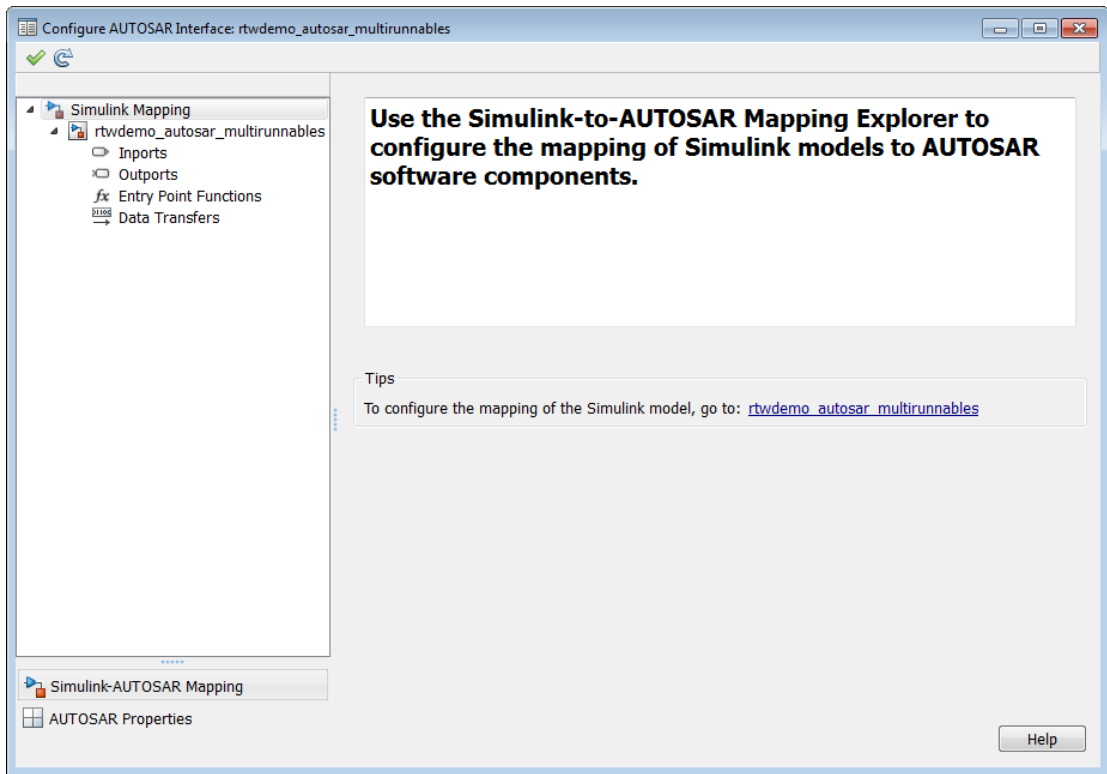 Configure AUTOSAR Interface: rtwdemo_autosar_multirunnables
Simulink Mapping
rtwdemo_autosar_multirunnables
Inports
Outports
fx Entry Point Functions
Data Transfers
Use the Simulink-to-AUTOSAR Mapping Explorer to
configure the mapping of Simulink models to AUTOSAR
software components.
Tips
To configure the mapping of the Simulink model, go to: rtwdemo_autosar_multirunnables
Simulink-AUTOSAR Mapping
AUTOSAR Properties
Help